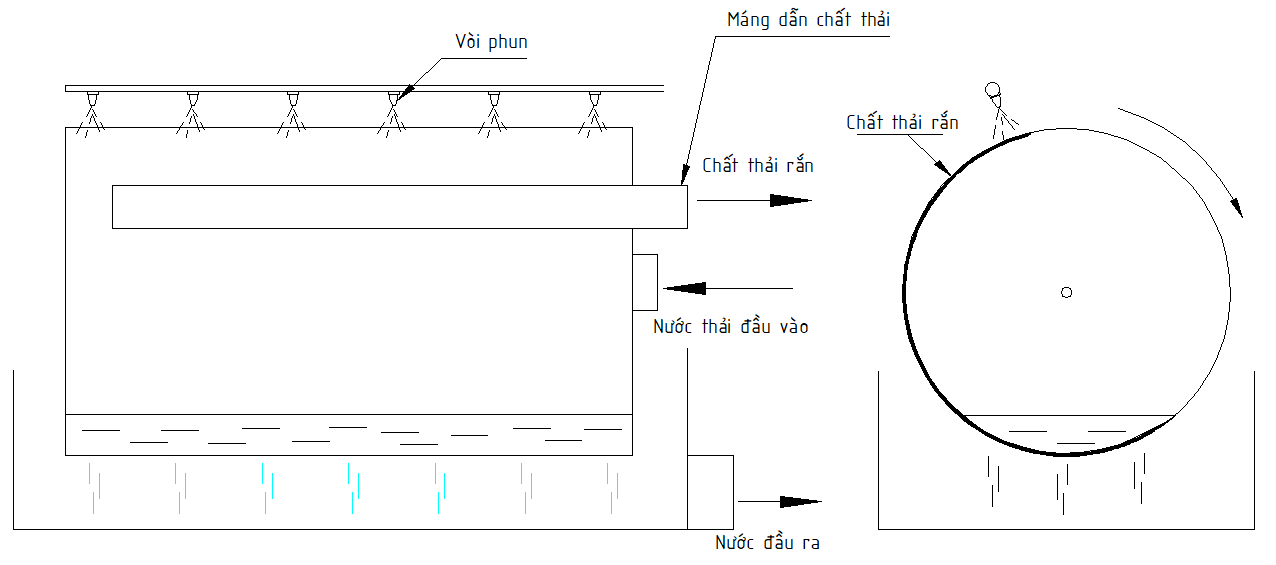 Máng dẫn chất thải
Vòi phun
Chất thải rắn
Chất thải rắn
Nước thải đầu vào
Nước đầu ra